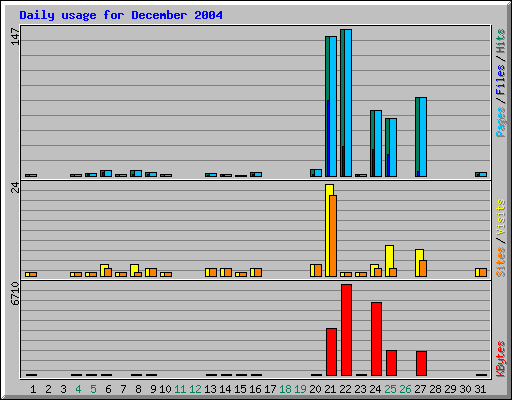 Daily usage for December 2004
147
Pages / Files / Hits
24
Sites / Visits
6710
KBytes
1 2 3 4 5 6 7 8 9 10 11 12 13 14 15 16 17 18 19 20 21 22 23 24 25 26 27 28 29 30 31